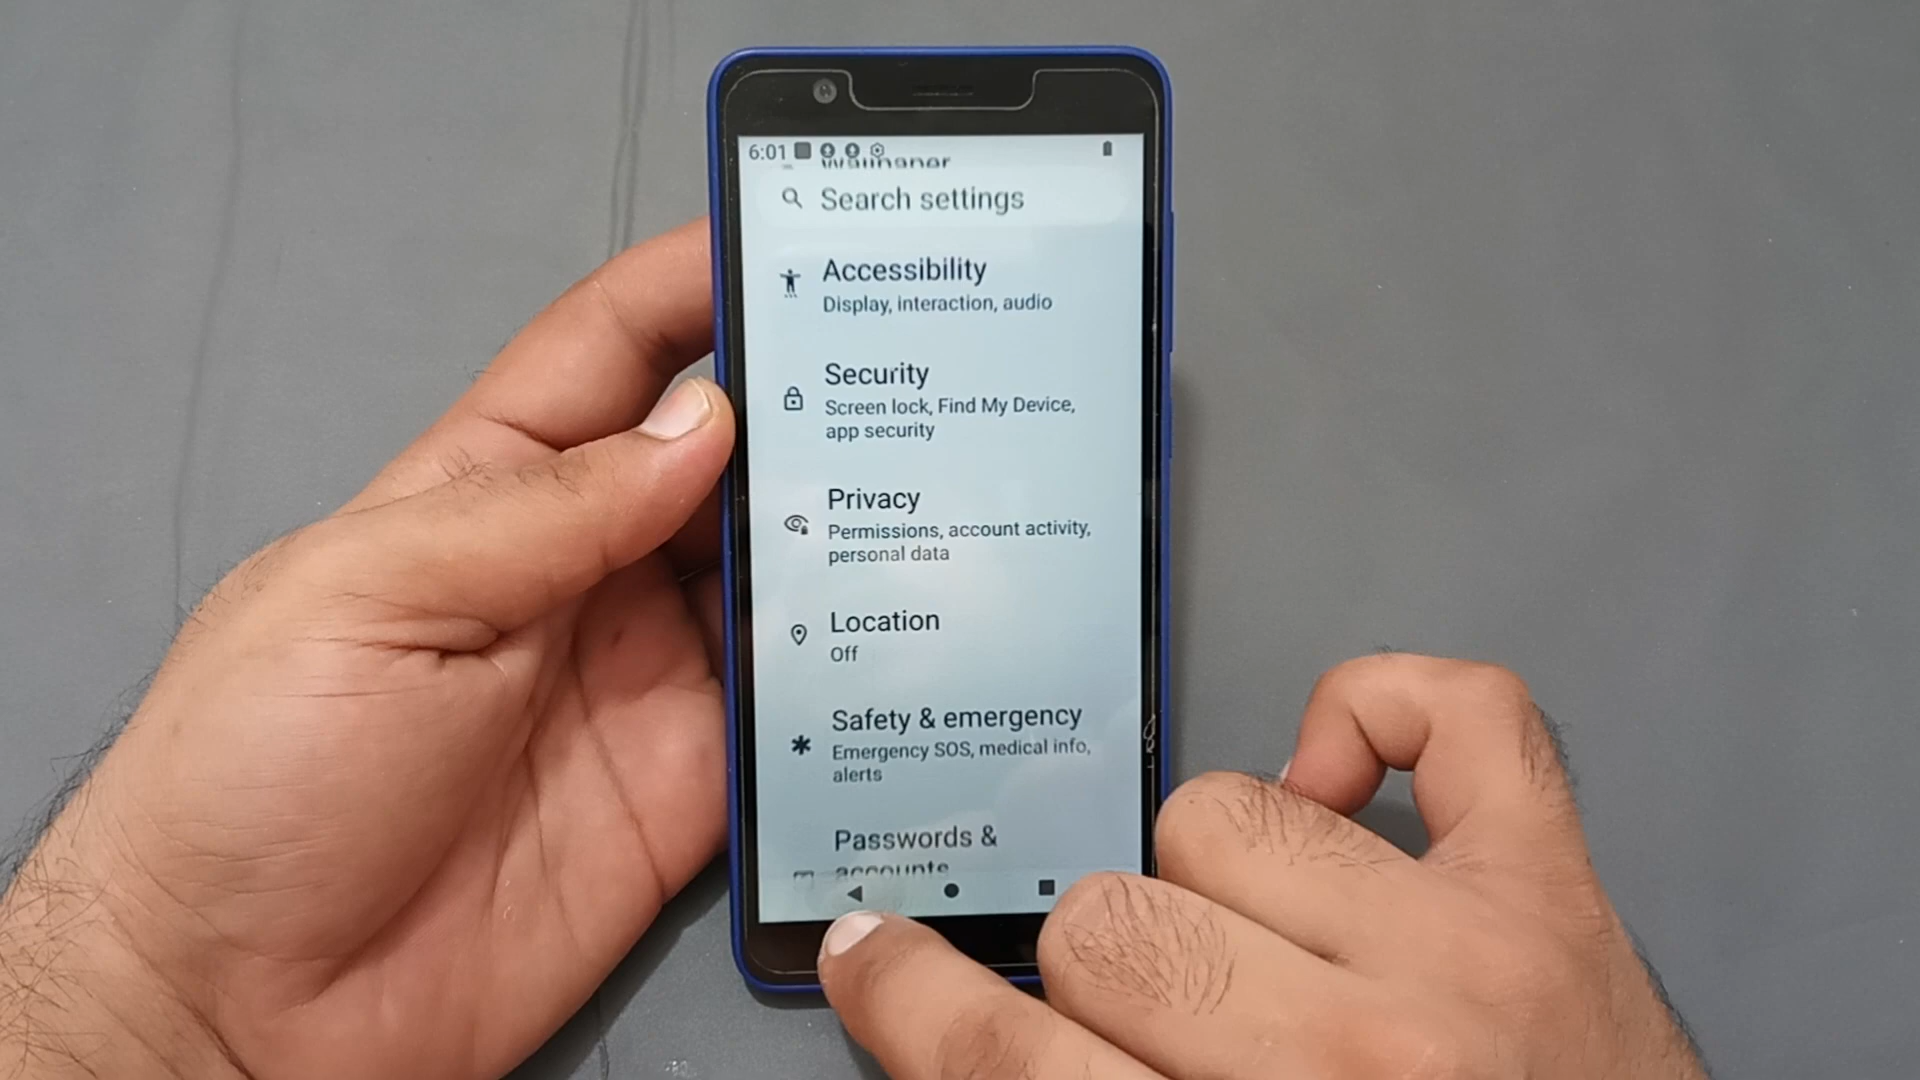 6:01
Wallpaper
Search settings
Accessibility
Display, interaction, audio
Security
Screen lock, Find My Device,
app security
Privacy
Permissions, account activity,
personal data
Location
Off
Safety & emergency
Emergency SOS, medical info,
alerts
Passwords &
accounts